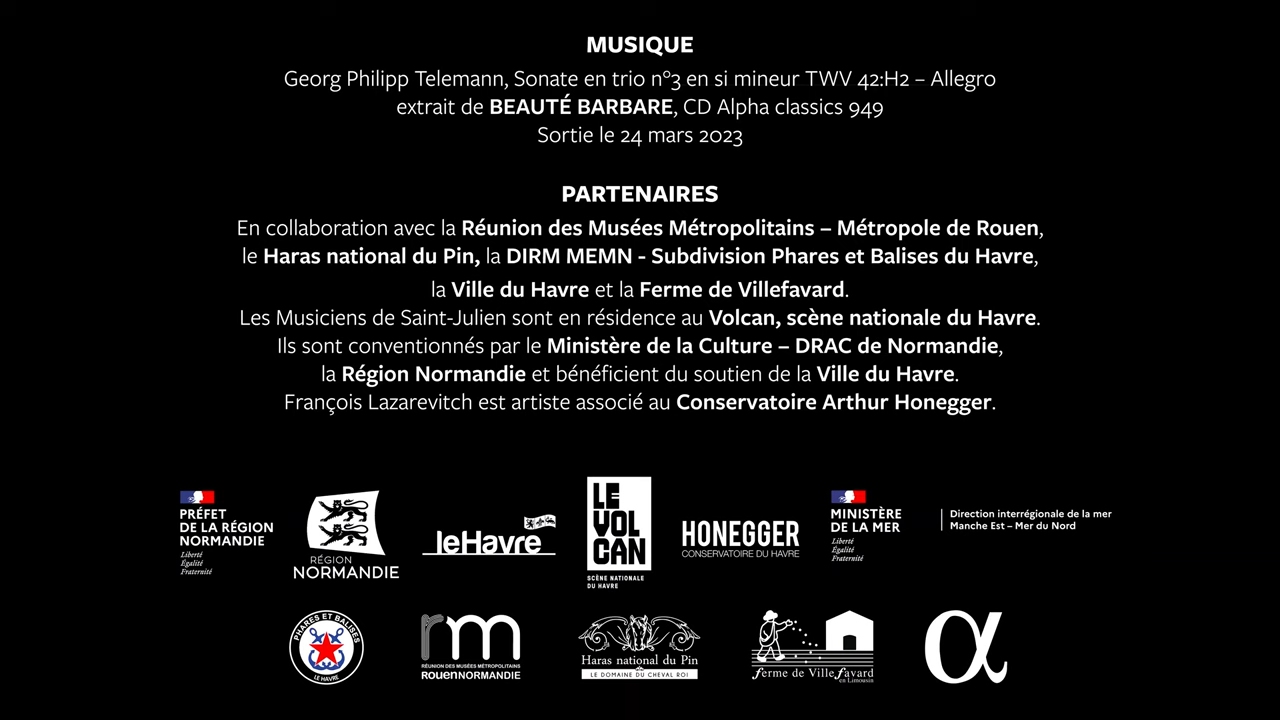 MUSIQUE
Georg Philipp Telemann, Sonate en trio n°3 en si mineur TWV 42:H2 – Allegro
extrait de BEAUTÉ BARBARE, CD Alpha classics 949
Sortie le 24 mars 2023
PARTENAIRES
En collaboration avec la Réunion des Musées Métropolitains – Métropole de Rouen,
le Haras national du Pin, la DIRM MEMN - Subdivision Phares et Balises du Havre,
la Ville du Havre et la Ferme de Villefavard.
Les Musiciens de Saint-Julien sont en résidence au Volcan, scène nationale du Havre.
Ils sont conventionnés par le Ministère de la Culture – DRAC de Normandie,
la Région Normandie et bénéficient du soutien de la Ville du Havre.
François Lazarevitch est artiste associé au Conservatoire Arthur Honegger.
PRÉFET
DE LA RÉGION
NORMANDIE
Liberté
Égalité
Fraternité
RÉGION
NORMANDIE
leHavre
LE
VOL
CAN
SCÈNE NATIONALE
DU HAVRE
HONEGGER
CONSERVATOIRE DU HAVRE
MINISTÈRE
DE LA MER
Liberté
Égalité
Fraternité
Direction interrégionale de la mer
Manche Est – Mer du Nord
PHARES ET BALISES
LE HAVRE
rm
RÉUNION DES MUSÉES MÉTROPOLITAINS
rouenNORMANDIE
Haras national du Pin
LE DOMAINE DU CHEVAL ROI
ferme de Villefavard
en Limousin
α